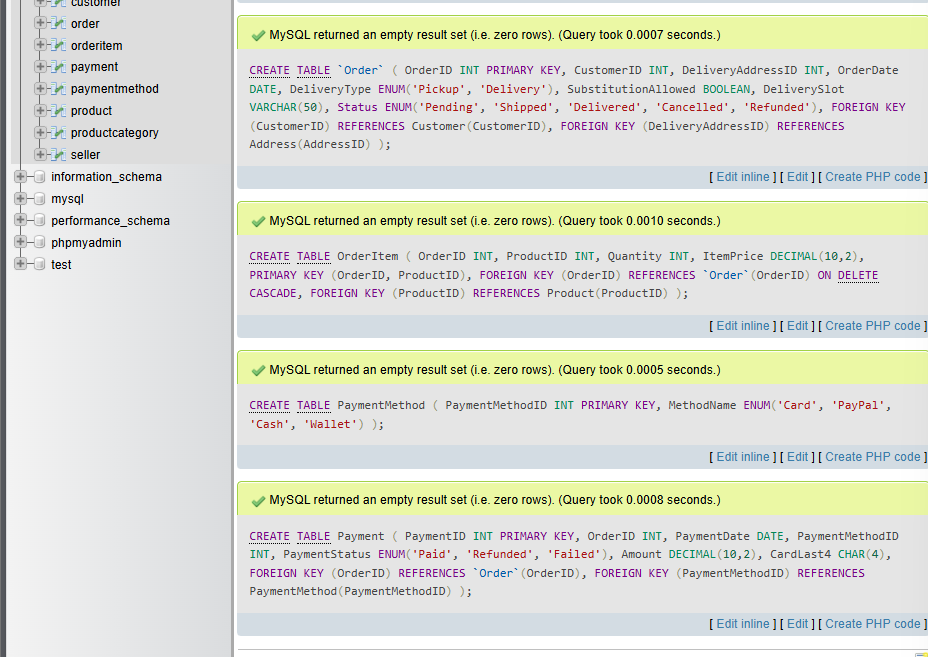 customer
order
orderitem
payment
paymentmethod
product
productcategory
seller
information_schema
mysql
performance_schema
phpmyadmin
test
MySQL returned an empty result set (i.e. zero rows). (Query took 0.0007 seconds.)
CREATE TABLE `Order` ( OrderID INT PRIMARY KEY, CustomerID INT, DeliveryAddressID INT, OrderDate
DATE, DeliveryType ENUM('Pickup', 'Delivery'), SubstitutionAllowed BOOLEAN, DeliverySlot
VARCHAR(50), Status ENUM('Pending', 'Shipped', 'Delivered', 'Cancelled', 'Refunded'), FOREIGN KEY
(CustomerID) REFERENCES Customer(CustomerID), FOREIGN KEY (DeliveryAddressID) REFERENCES
Address(AddressID) );
[ Edit inline ] [ Edit ] [ Create PHP code ]
MySQL returned an empty result set (i.e. zero rows). (Query took 0.0010 seconds.)
CREATE TABLE OrderItem ( OrderID INT, ProductID INT, Quantity INT, ItemPrice DECIMAL(10,2),
PRIMARY KEY (OrderID, ProductID), FOREIGN KEY (OrderID) REFERENCES `Order`(OrderID) ON DELETE
CASCADE, FOREIGN KEY (ProductID) REFERENCES Product(ProductID) );
[ Edit inline ] [ Edit ] [ Create PHP code ]
MySQL returned an empty result set (i.e. zero rows). (Query took 0.0005 seconds.)
CREATE TABLE PaymentMethod ( PaymentMethodID INT PRIMARY KEY, MethodName ENUM('Card', 'PayPal',
'Cash', 'Wallet') );
[ Edit inline ] [ Edit ] [ Create PHP code ]
MySQL returned an empty result set (i.e. zero rows). (Query took 0.0008 seconds.)
CREATE TABLE Payment ( PaymentID INT PRIMARY KEY, OrderID INT, PaymentDate DATE, PaymentMethodID
INT, PaymentStatus ENUM('Paid', 'Refunded', 'Failed'), Amount DECIMAL(10,2), CardLast4 CHAR(4),
FOREIGN KEY (OrderID) REFERENCES `Order`(OrderID), FOREIGN KEY (PaymentMethodID) REFERENCES
PaymentMethod(PaymentMethodID) );
[ Edit inline ] [ Edit ] [ Create PHP code ]